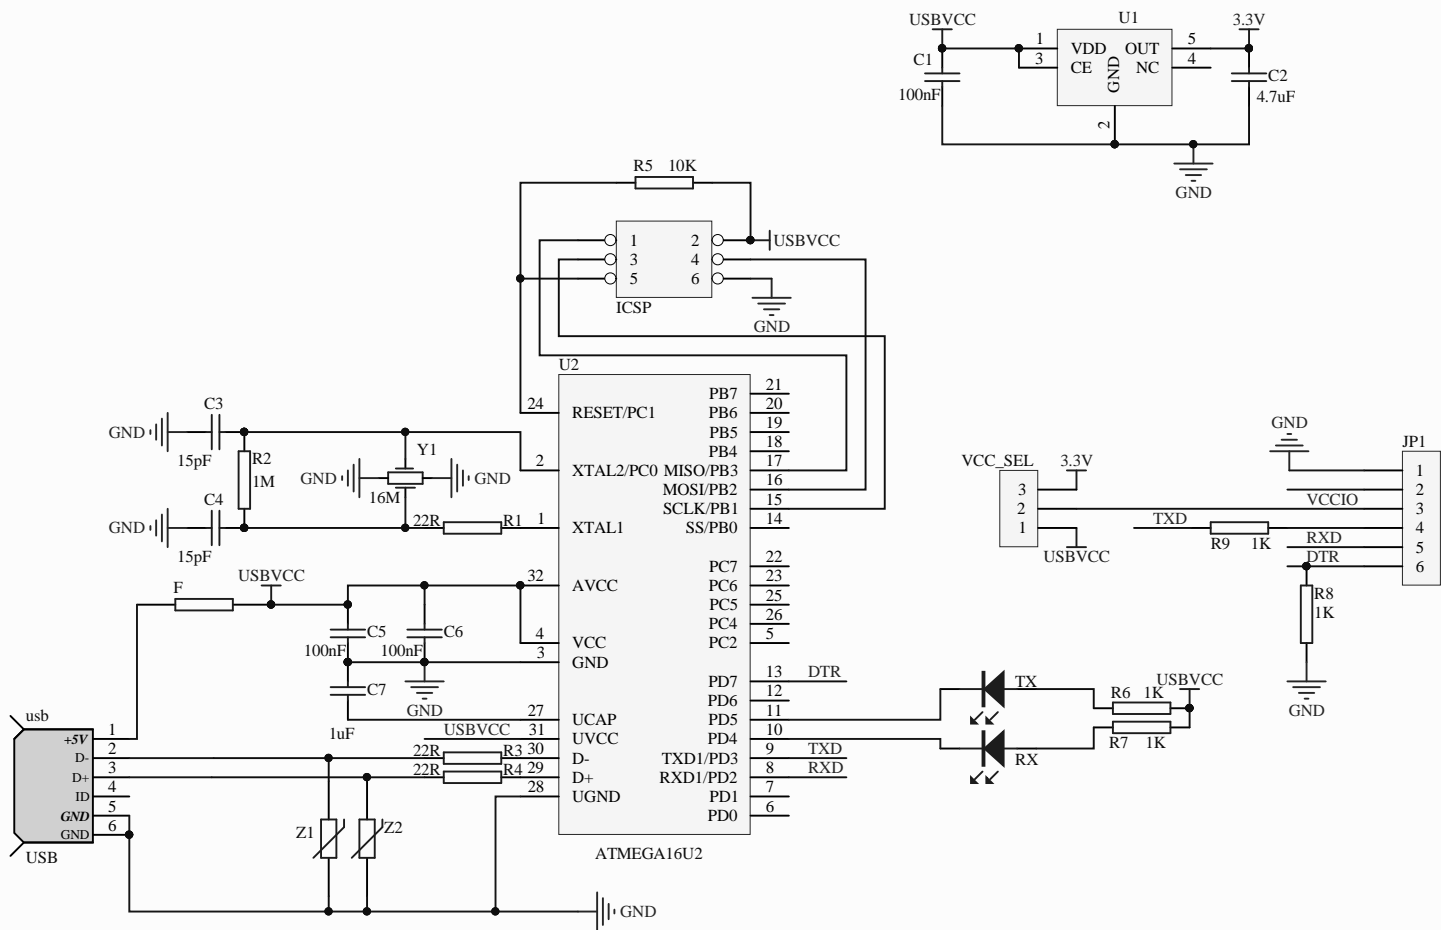 USBVCC
U1
3.3V
1 VDD OUT 5
3 CE NC 4
GND
2
C1
100nF
C2
4.7uF
GND
R5 10K
1 2 USBVCC
3 4
5 6
ICSP
GND
U2
24 RESET/PC1
2 XTAL2/PC0
1 XTAL1
32 AVCC
4 VCC
3 GND
27 UCAP
31 UVCC
30 D-
29 D+
28 UGND
PB7 21
PB6 20
PB5 19
PB4 18
MISO/PB3 17
MOSI/PB2 16
SCLK/PB1 15
SS/PB0 14
PC7 22
PC6 23
PC5 25
PC4 26
PC2 5
PD7 13 DTR
PD6 12
PD5 11
PD4 10
TXD1/PD3 9 TXD
RXD1/PD2 8 RXD
PD1 7
PD0 6
ATMEGA16U2
C3
GND
15pF
R2
1M
Y1
GND
GND
16M
C4
GND
15pF
22R R1
F
USBVCC
C5
100nF
C6
100nF
C7
1uF
GND
USBVCC
22R R3
22R R4
usb
+5V 1
D- 2
D+ 3
ID 4
GND 5
GND 6
USB
Z1
Z2
GND
TX
RX
R6 1K
R7 1K
USBVCC
VCC_SEL
3.3V
3
2
1
USBVCC
GND
JP1
1
2
VCCIO 3
TXD 4
R9 1K
RXD 5
DTR 6
R8
1K
GND